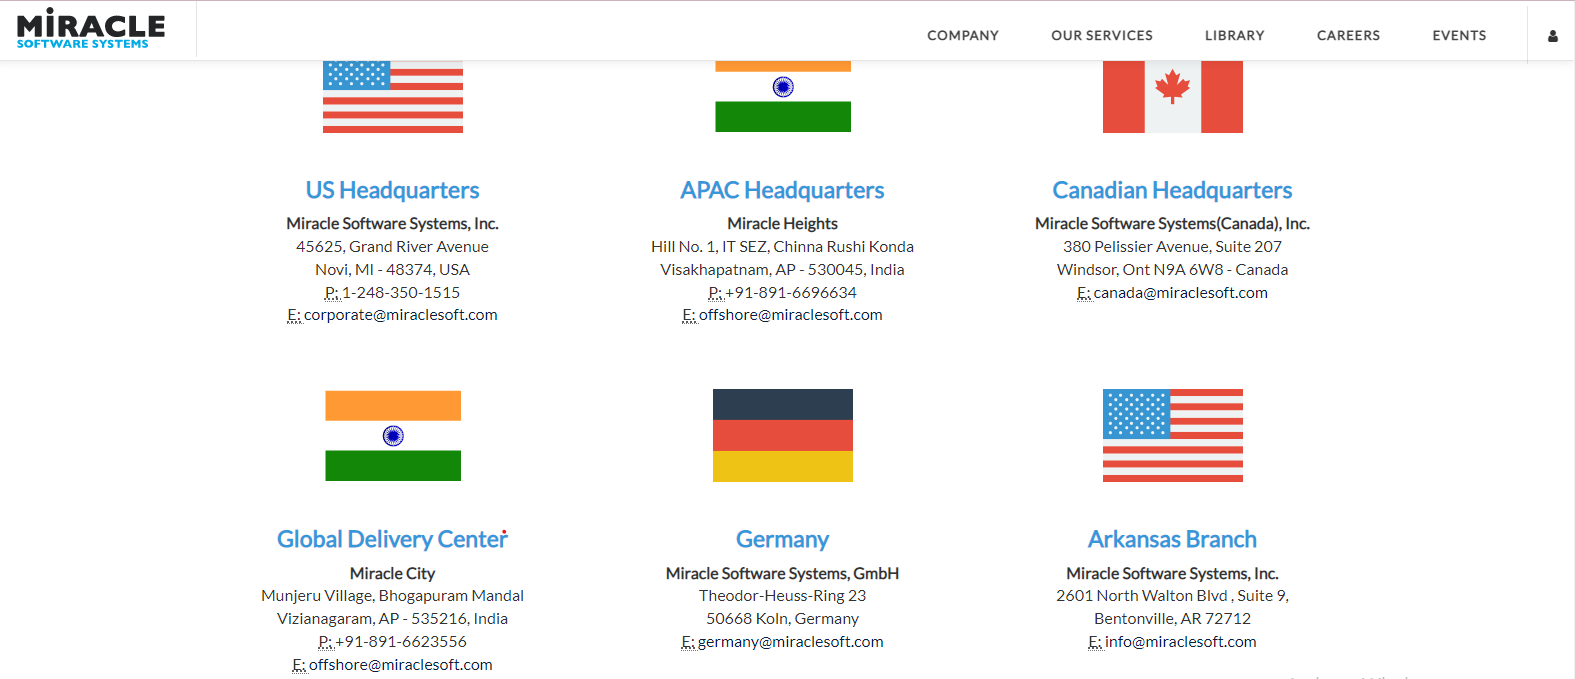 MiRACLE
SOFTWARE SYSTEMS
COMPANY OUR SERVICES LIBRARY CAREERS EVENTS
US Headquarters
Miracle Software Systems, Inc.
45625, Grand River Avenue
Novi, MI - 48374, USA
P: 1-248-350-1515
E: corporate@miraclesoft.com
APAC Headquarters
Miracle Heights
Hill No. 1, IT SEZ, Chinna Rushi Konda
Visakhapatnam, AP - 530045, India
P: +91-891-6696634
E: offshore@miraclesoft.com
Canadian Headquarters
Miracle Software Systems(Canada), Inc.
380 Pelissier Avenue, Suite 207
Windsor, Ont N9A 6W8 - Canada
E: canada@miraclesoft.com
Global Delivery Center
Miracle City
Munjeru Village, Bhogapuram Mandal
Vizianagaram, AP - 535216, India
P: +91-891-6623556
E: offshore@miraclesoft.com
Germany
Miracle Software Systems, GmbH
Theodor-Heuss-Ring 23
50668 Koln, Germany
E: germany@miraclesoft.com
Arkansas Branch
Miracle Software Systems, Inc.
2601 North Walton Blvd , Suite 9,
Bentonville, AR 72712
E: info@miraclesoft.com